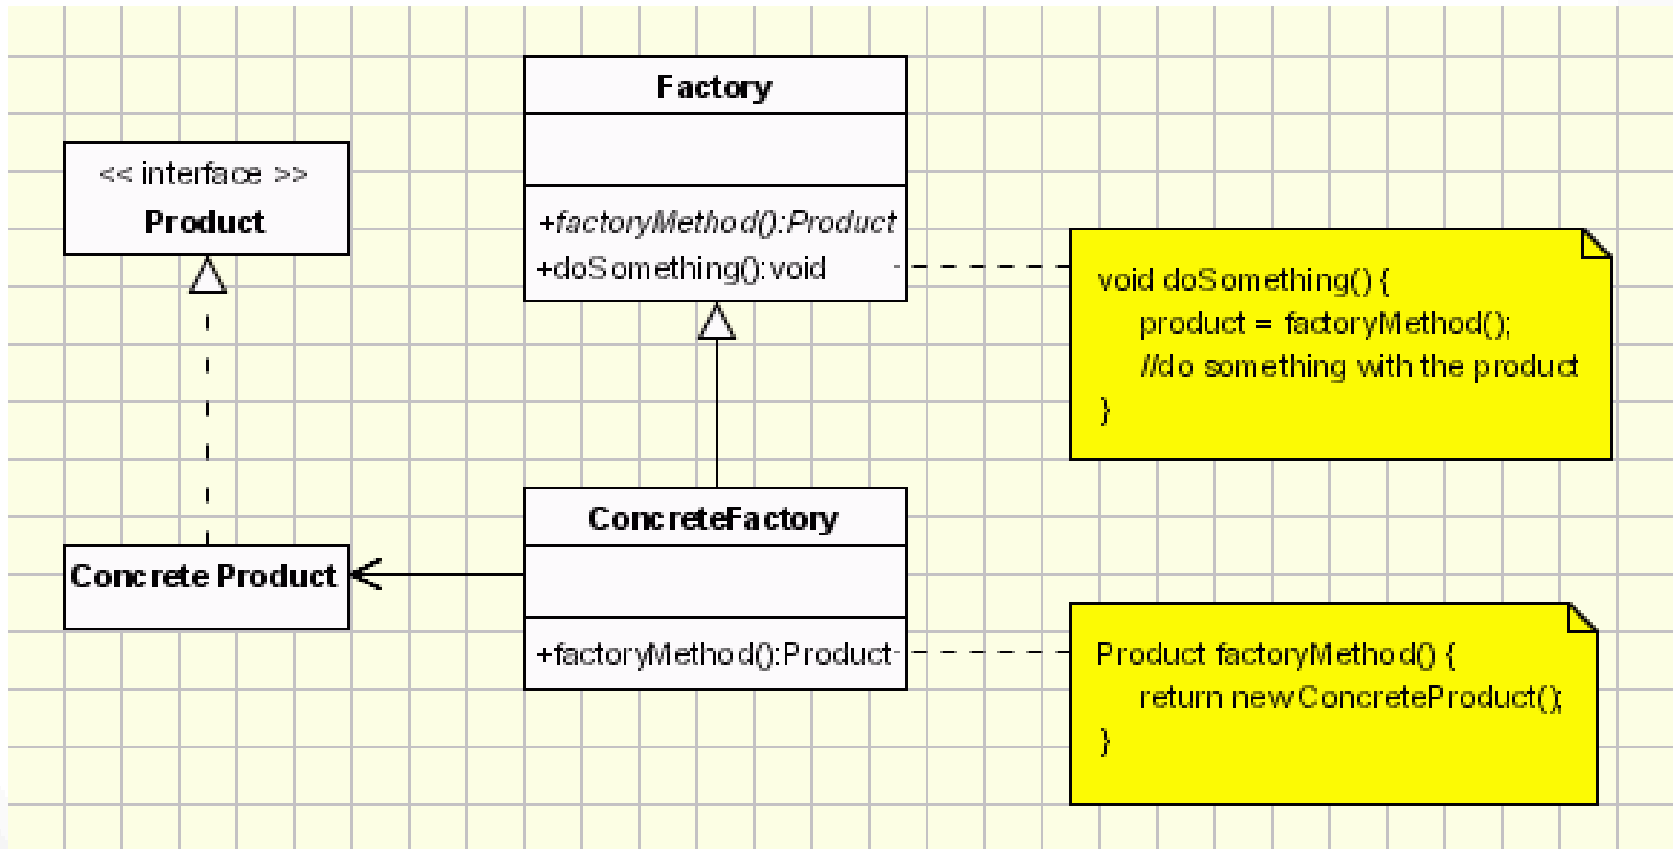 Factory
<< interface >>
Product
+factoryMethod():Product
+doSomething():void
void doSomething() {
product = factoryMethod();
//do something with the product
}
ConcreteFactory
Concrete Product
+factoryMethod():Product
Product factoryMethod() {
return new ConcreteProduct();
}